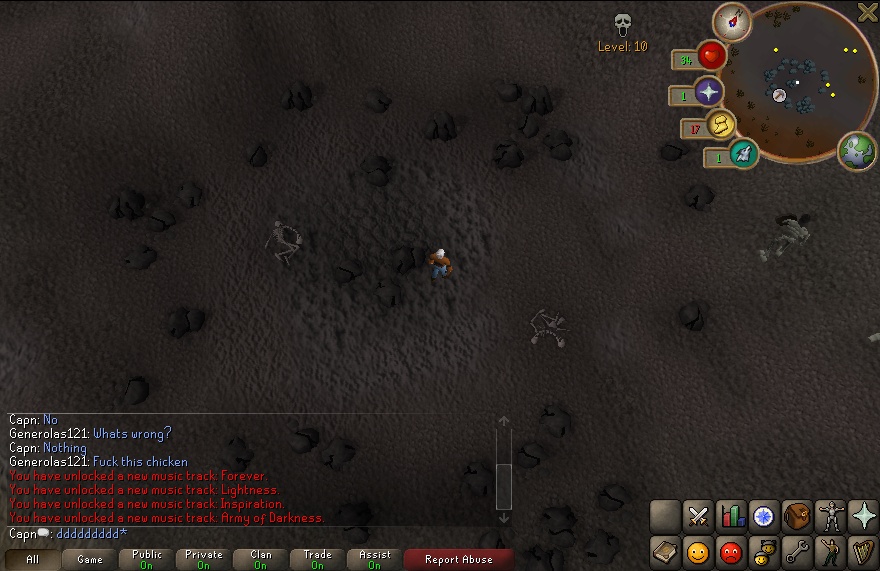 N
Level: 10
34
1
17
1
Capn: No
Generolas121: Whats wrong?
Capn: Nothing
Generolas121: Fuck this chicken
You have unlocked a new music track: Forever.
You have unlocked a new music track: Lightness.
You have unlocked a new music track: Inspiration.
You have unlocked a new music track: Army of Darkness.
Capn: ddddddddd*
All
Game
Public
On
Private
On
Clan
On
Trade
On
Assist
On
Report Abuse